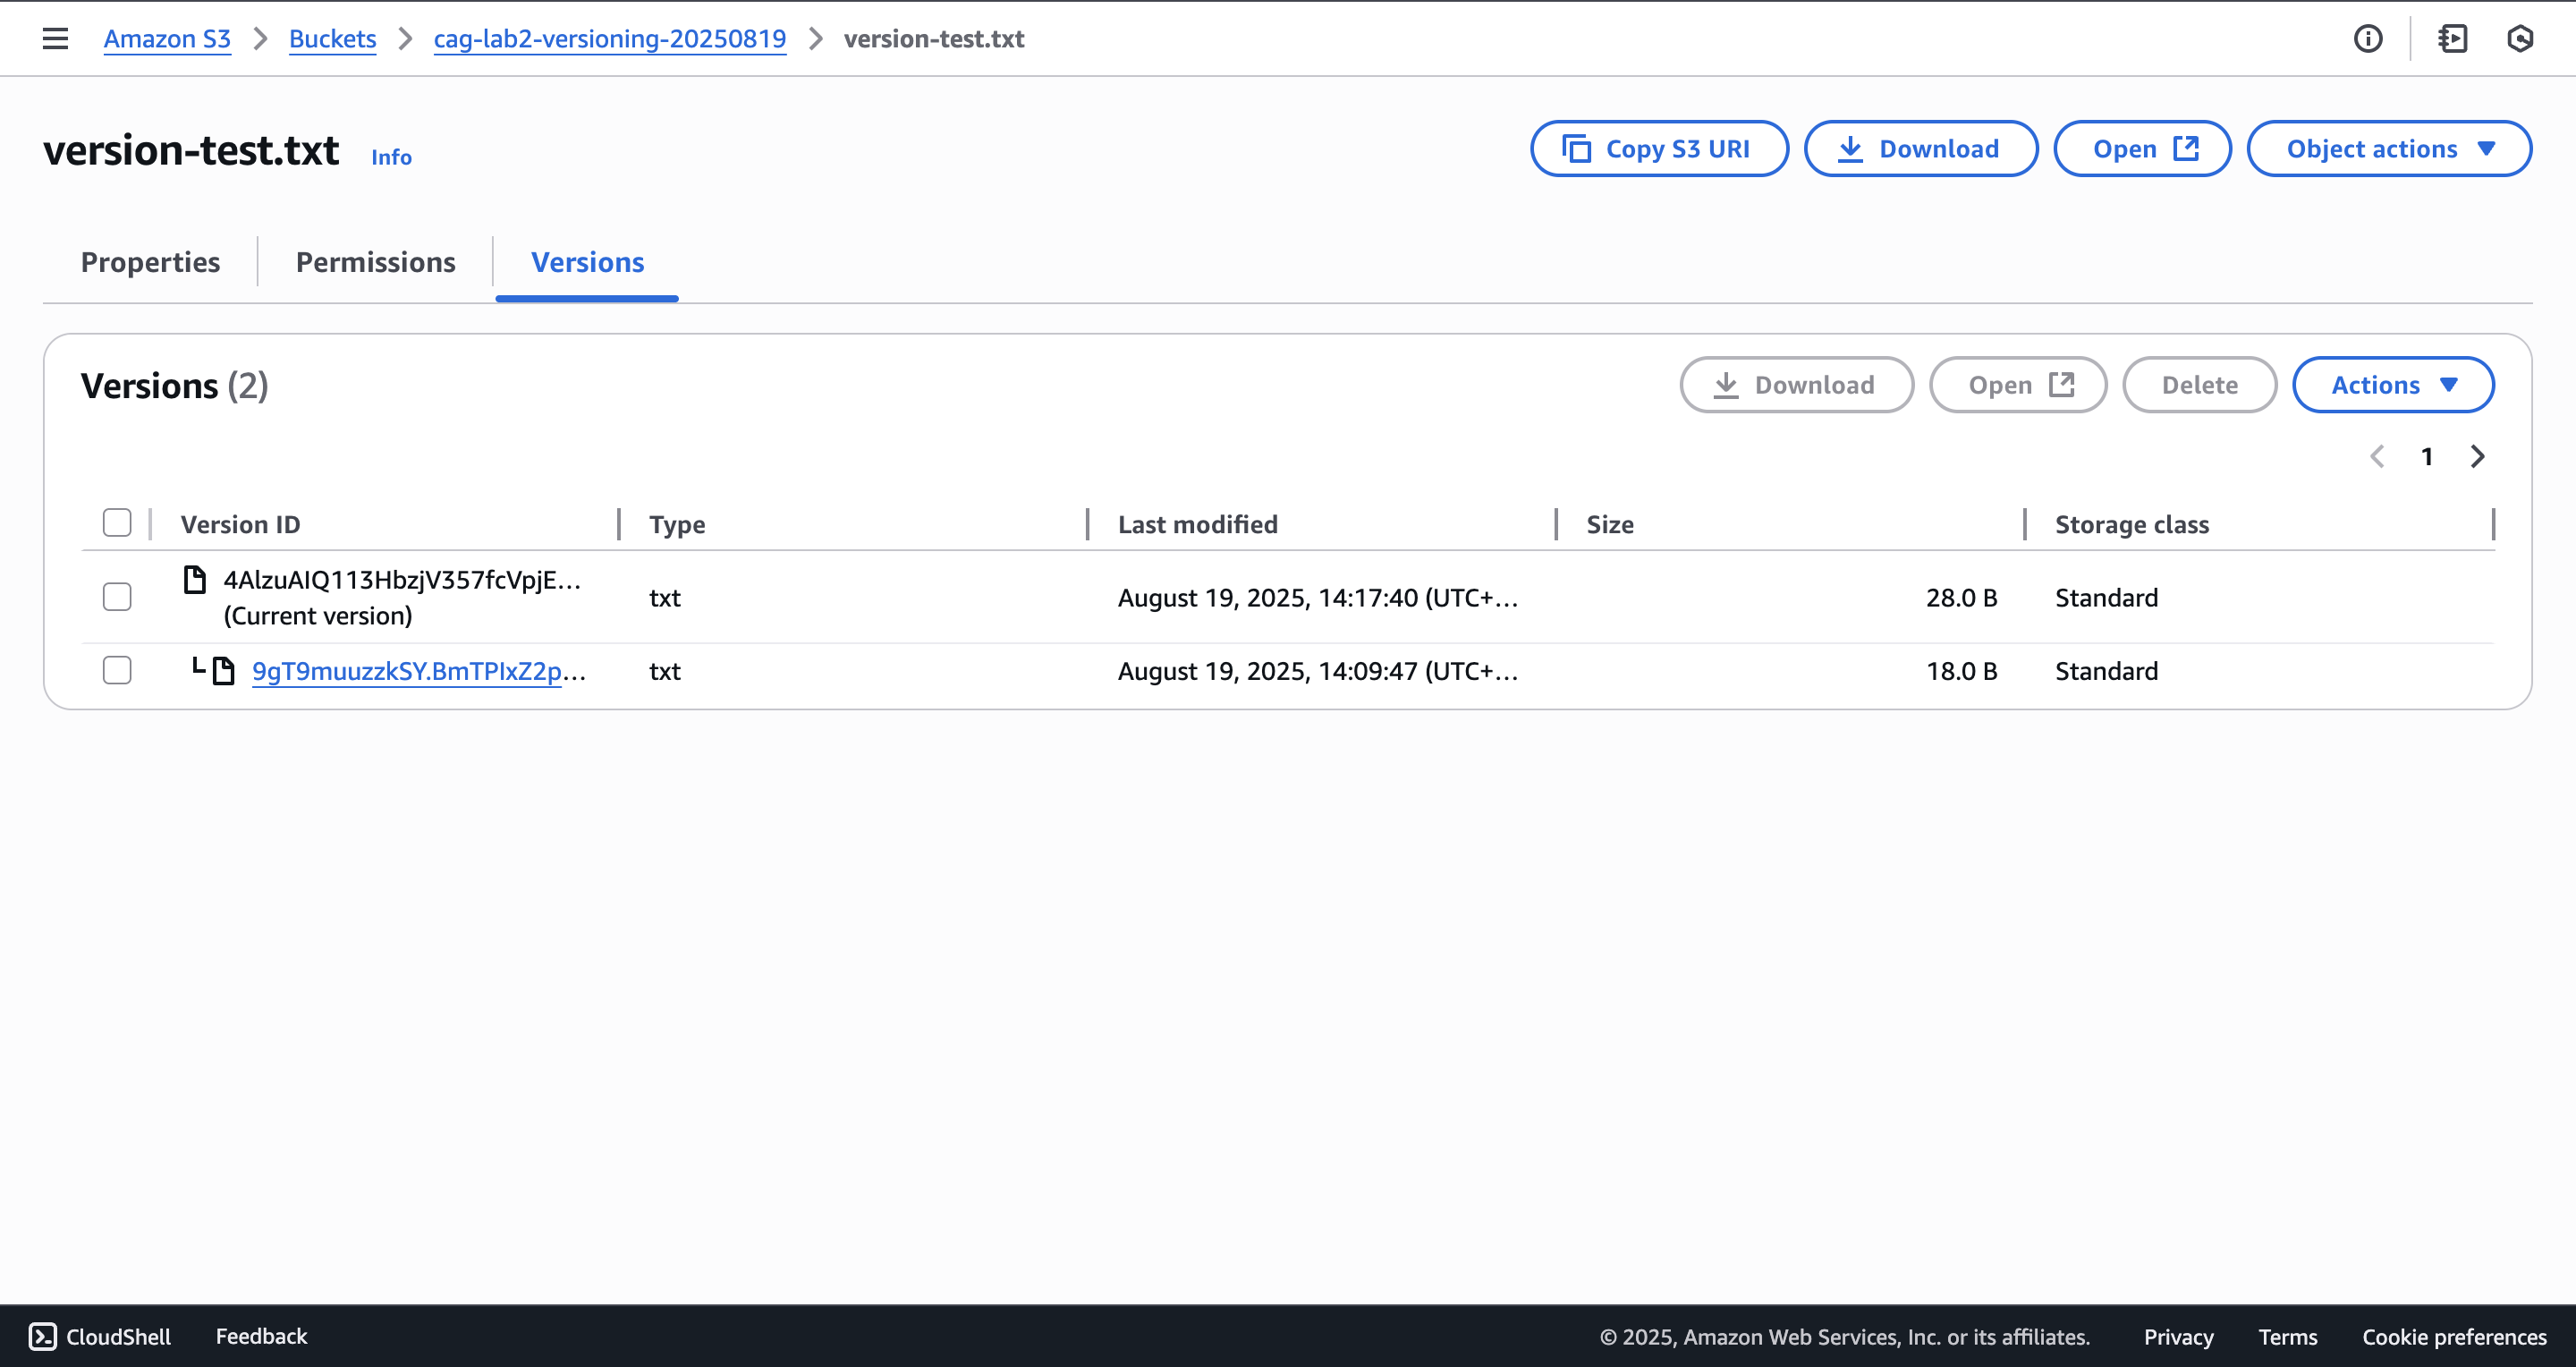 Amazon S3 > Buckets > cag-lab2-versioning-20250819 > version-test.txt
version-test.txt Info
Copy S3 URI Download Open Object actions
Properties Permissions Versions
Versions (2)
Download Open Delete Actions
1
Version ID Type Last modified Size Storage class
4AlzuAIQ113HbzjV357fcVpjE... txt August 19, 2025, 14:17:40 (UTC+... 28.0 B Standard
(Current version)
9gT9muuzzkSY.BmTPIxZ2p... txt August 19, 2025, 14:09:47 (UTC+... 18.0 B Standard
CloudShell Feedback © 2025, Amazon Web Services, Inc. or its affiliates. Privacy Terms Cookie preferences